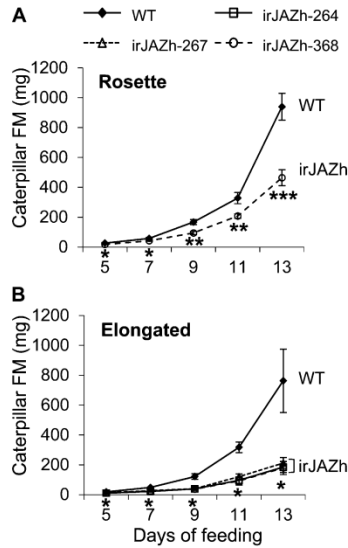 A
WT
irJAZh-264
irJAZh-267
irJAZh-368
Caterpillar FM (mg)
1200
1000
800
600
400
200
0
Rosette
WT
irJAZh
* * ** ** ***
5 7 9 11 13
B
Caterpillar FM (mg)
1200
1000
800
600
400
200
0
Elongated
WT
irJAZh
* * * * *
5 7 9 11 13
Days of feeding